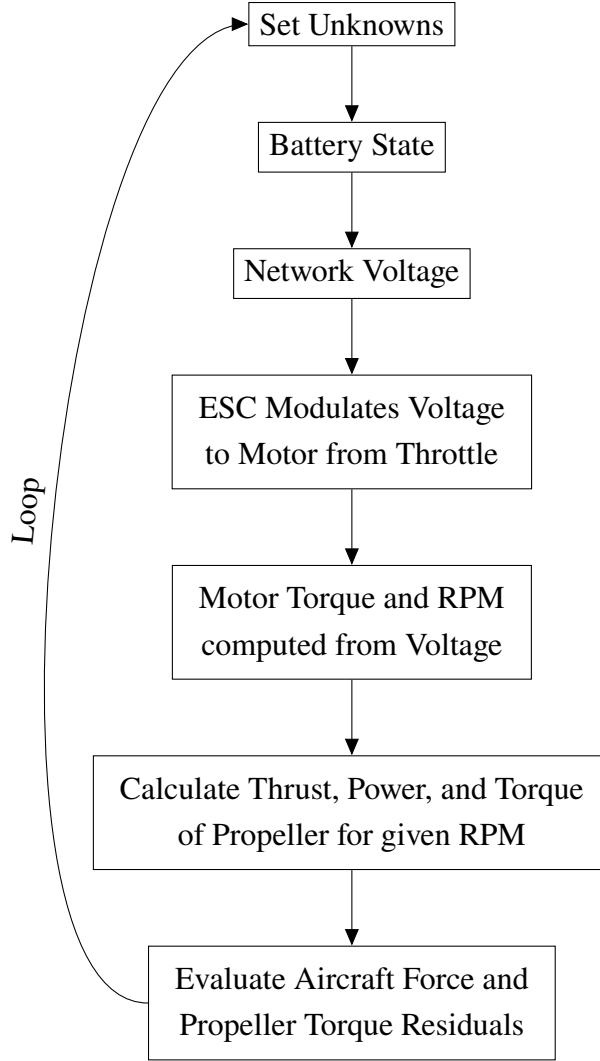 Set Unknowns
Battery State
Network Voltage
ESC Modulates Voltage
to Motor from Throttle
Loop
Motor Torque and RPM
computed from Voltage
Calculate Thrust, Power, and Torque
of Propeller for given RPM
Evaluate Aircraft Force and
Propeller Torque Residuals